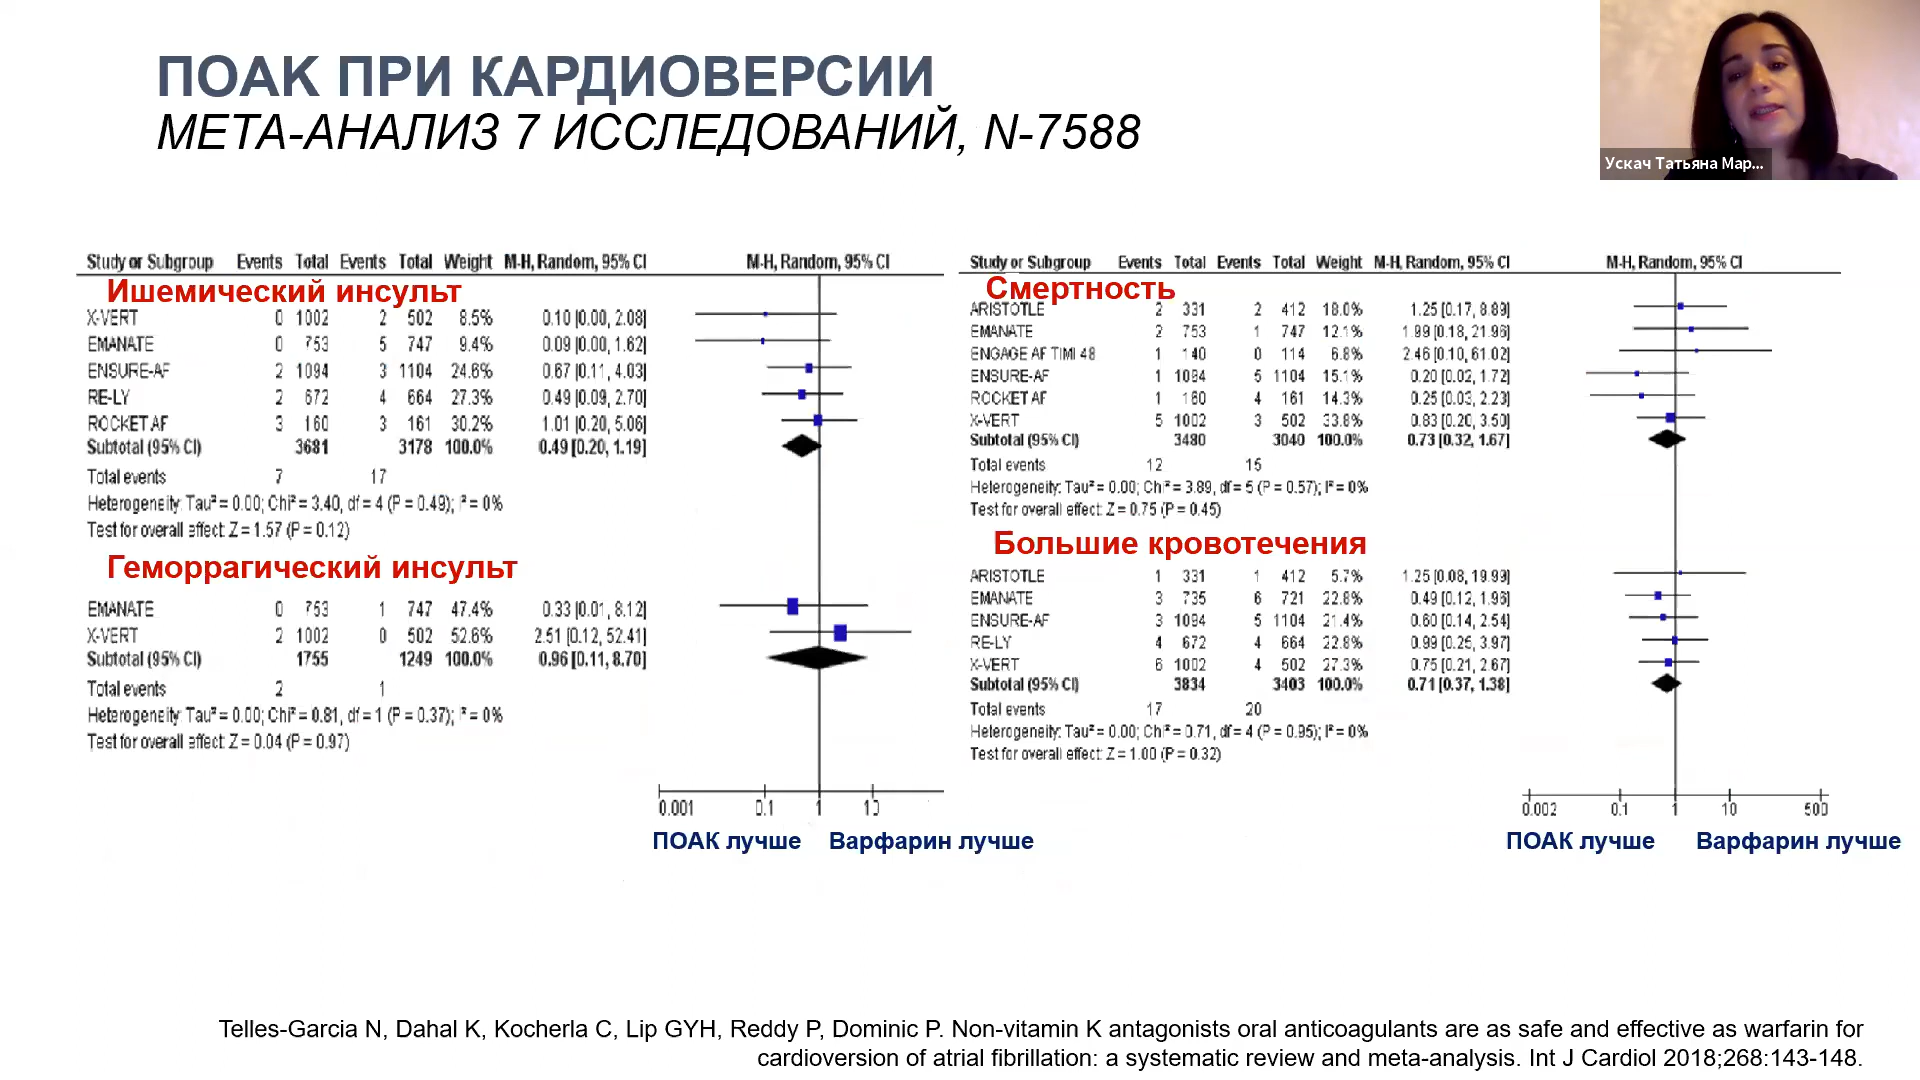 ПОАК ПРИ КАРДИОВЕРСИИ
МЕТА-АНАЛИЗ 7 ИССЛЕДОВАНИЙ, N-7588
Ускач Татьяна Мар...
Study or Subgroup Events Total Events Total Weight M-H, Random, 95% CI M-H, Random, 95% CI
Ишемический инсульт
X-VERT 0 1002 2 502 8.5% 0.10 [0.00, 2.08]
EMANATE 0 753 5 747 9.4% 0.09 [0.00, 1.62]
ENSURE-AF 2 1094 3 1104 24.6% 0.67 [0.11, 4.03]
RE-LY 2 672 4 664 27.3% 0.49 [0.09, 2.70]
ROCKET AF 3 160 3 161 30.2% 1.01 [0.20, 5.06]
Subtotal (95% CI) 3681 3178 100.0% 0.49 [0.20, 1.19]
Total events 7 17
Heterogeneity: Tau² = 0.00; Chi² = 3.40, df = 4 (P = 0.49); I² = 0%
Test for overall effect: Z = 1.57 (P = 0.12)
Геморрагический инсульт
EMANATE 0 753 1 747 47.4% 0.33 [0.01, 8.12]
X-VERT 2 1002 0 502 52.6% 2.51 [0.12, 52.41]
Subtotal (95% CI) 1755 1249 100.0% 0.96 [0.11, 8.70]
Total events 2 1
Heterogeneity: Tau² = 0.00; Chi² = 0.81, df = 1 (P = 0.37); I² = 0%
Test for overall effect: Z = 0.04 (P = 0.97)
0.001 0.1 1 10
ПОАК лучше Варфарин лучше
Study or Subgroup Events Total Events Total Weight M-H, Random, 95% CI M-H, Random, 95% CI
Смертность
ARISTOTLE 2 331 2 412 18.0% 1.25 [0.17, 8.89]
EMANATE 2 753 1 747 12.1% 1.99 [0.18, 21.96]
ENGAGE AF TIMI 48 1 140 0 114 6.8% 2.46 [0.10, 61.02]
ENSURE-AF 1 1084 5 1104 15.1% 0.20 [0.02, 1.72]
ROCKET AF 1 160 4 161 14.3% 0.25 [0.03, 2.23]
X-VERT 5 1002 3 502 33.8% 0.83 [0.20, 3.50]
Subtotal (95% CI) 3480 3040 100.0% 0.73 [0.32, 1.67]
Total events 12 15
Heterogeneity: Tau² = 0.00; Chi² = 3.89, df = 5 (P = 0.57); I² = 0%
Test for overall effect: Z = 0.75 (P = 0.45)
Большие кровотечения
ARISTOTLE 1 331 1 412 5.7% 1.25 [0.08, 19.99]
EMANATE 3 735 6 721 22.8% 0.49 [0.12, 1.96]
ENSURE-AF 3 1094 5 1104 21.4% 0.60 [0.14, 2.54]
RE-LY 4 672 4 664 22.8% 0.99 [0.25, 3.97]
X-VERT 6 1002 4 502 27.3% 0.75 [0.21, 2.67]
Subtotal (95% CI) 3834 3403 100.0% 0.71 [0.37, 1.38]
Total events 17 20
Heterogeneity: Tau² = 0.00; Chi² = 0.71, df = 4 (P = 0.95); I² = 0%
Test for overall effect: Z = 1.00 (P = 0.32)
0.002 0.1 1 10 500
ПОАК лучше Варфарин лучше
Telles-Garcia N, Dahal K, Kocherla C, Lip GYH, Reddy P, Dominic P. Non-vitamin K antagonists oral anticoagulants are as safe and effective as warfarin for
cardioversion of atrial fibrillation: a systematic review and meta-analysis. Int J Cardiol 2018;268:143-148.